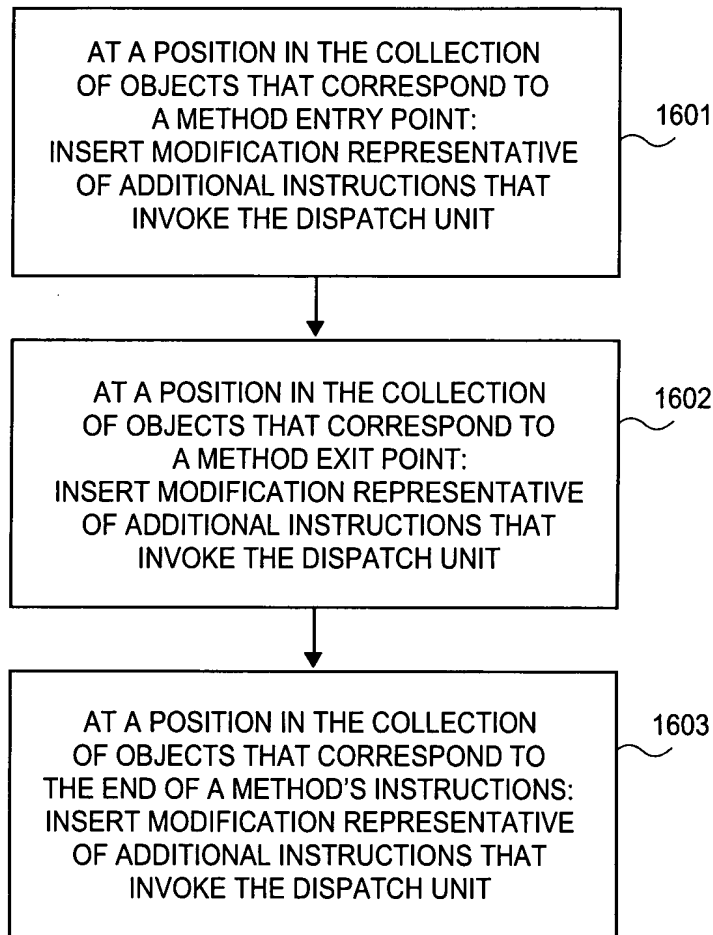 AT A POSITION IN THE COLLECTION
OF OBJECTS THAT CORRESPOND TO
A METHOD ENTRY POINT:
INSERT MODIFICATION REPRESENTATIVE
OF ADDITIONAL INSTRUCTIONS THAT
INVOKE THE DISPATCH UNIT
1601
AT A POSITION IN THE COLLECTION
OF OBJECTS THAT CORRESPOND TO
A METHOD EXIT POINT:
INSERT MODIFICATION REPRESENTATIVE
OF ADDITIONAL INSTRUCTIONS THAT
INVOKE THE DISPATCH UNIT
1602
AT A POSITION IN THE COLLECTION
OF OBJECTS THAT CORRESPOND TO
THE END OF A METHOD'S INSTRUCTIONS:
INSERT MODIFICATION REPRESENTATIVE
OF ADDITIONAL INSTRUCTIONS THAT
INVOKE THE DISPATCH UNIT
1603